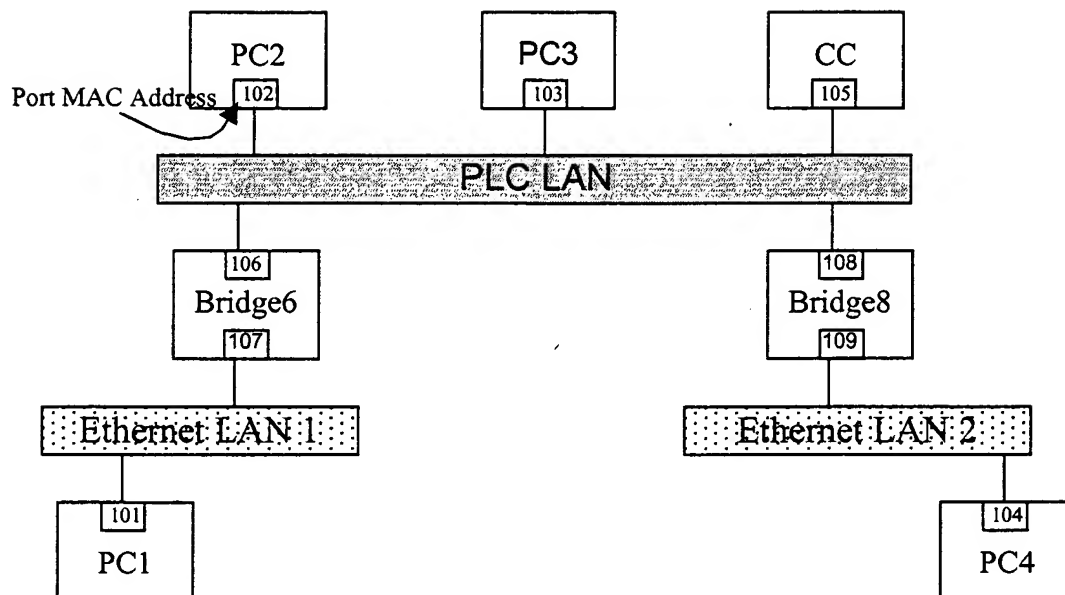 PC2
PC3
CC
Port MAC Address
102
103
105
PLC LAN
106
108
Bridge6
Bridge8
107
109
Ethernet LAN 1
Ethernet LAN 2
101
104
PC1
PC4